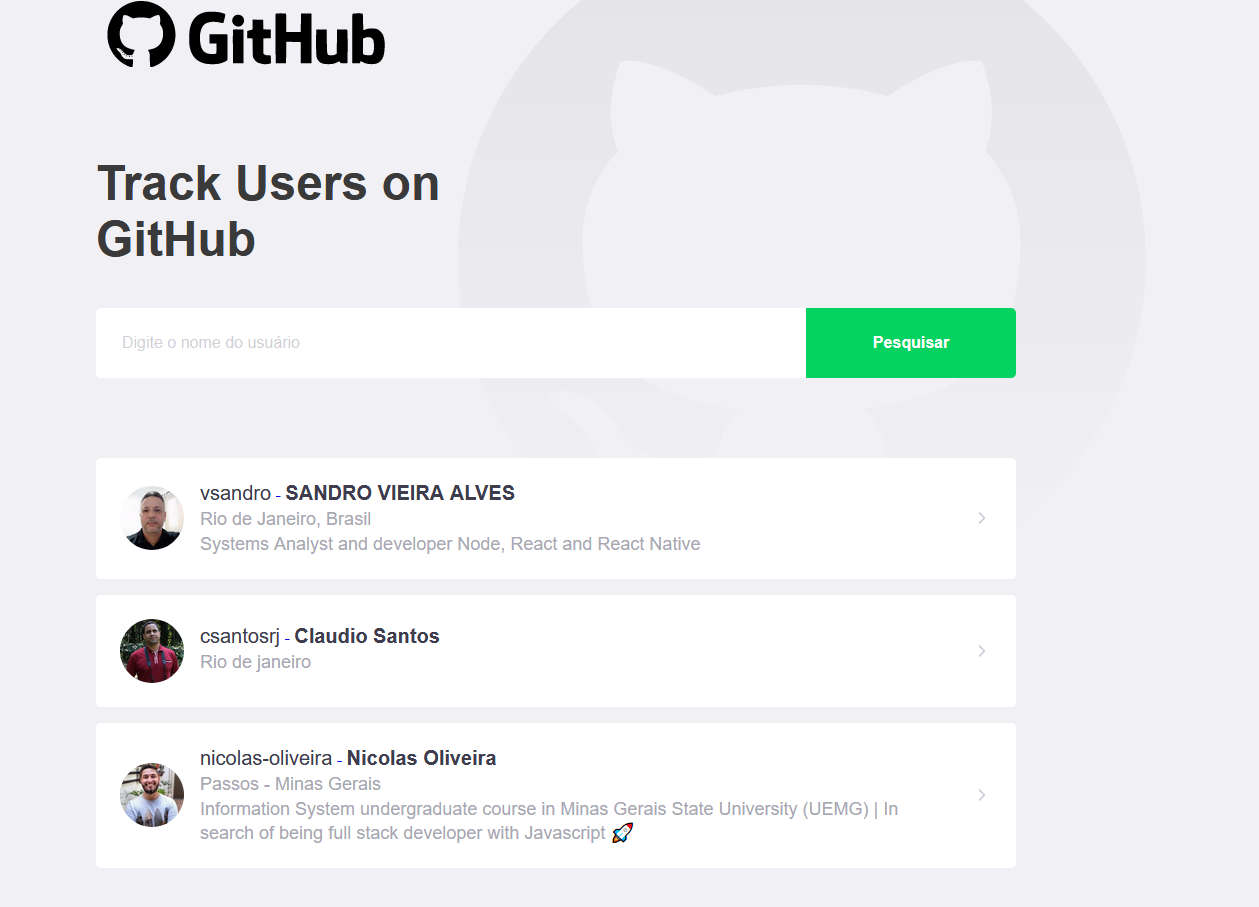 GitHub
Track Users on
GitHub
Digite o nome do usuário
Pesquisar
vsandro - SANDRO VIEIRA ALVES
Rio de Janeiro, Brasil
Systems Analyst and developer Node, React and React Native
csantosrj - Claudio Santos
Rio de janeiro
nicolas-oliveira - Nicolas Oliveira
Passos - Minas Gerais
Information System undergraduate course in Minas Gerais State University (UEMG) | In
search of being full stack developer with Javascript 🚀